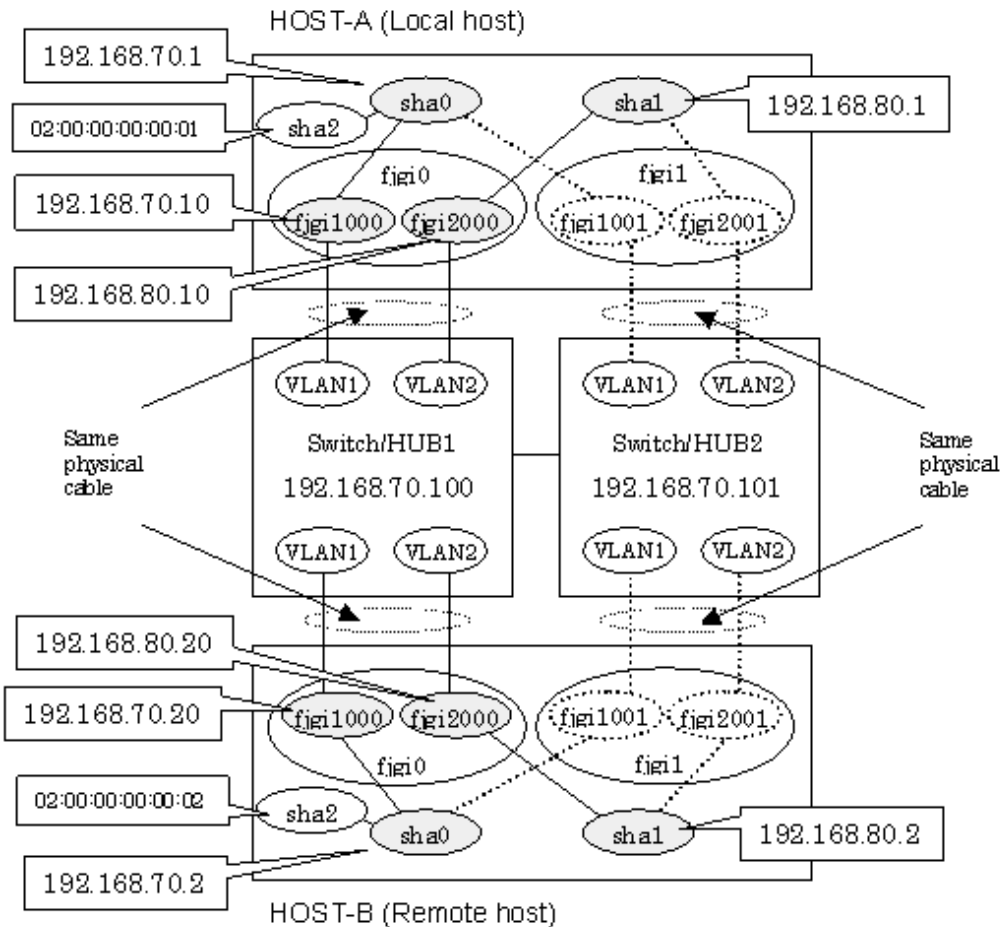 HOST-A (Local host)
192.168.70.1
sha0
sha1
192.168.80.1
02:00:00:00:00:01
sha2
fjgi0
fjgi1
192.168.70.10
fjgi1000
fjgi2000
fjgi1001
fjgi2001
192.168.80.10
VLAN1
VLAN2
VLAN1
VLAN2
Same
physical
cable
Switch/HUB1
192.168.70.100
Switch/HUB2
192.168.70.101
Same
physical
cable
VLAN1
VLAN2
VLAN1
VLAN2
192.168.80.20
192.168.70.20
fjgi1000
fjgi2000
fjgi1001
fjgi2001
fjgi0
fjgi1
02:00:00:00:00:02
sha2
sha0
sha1
192.168.80.2
192.168.70.2
HOST-B (Remote host)